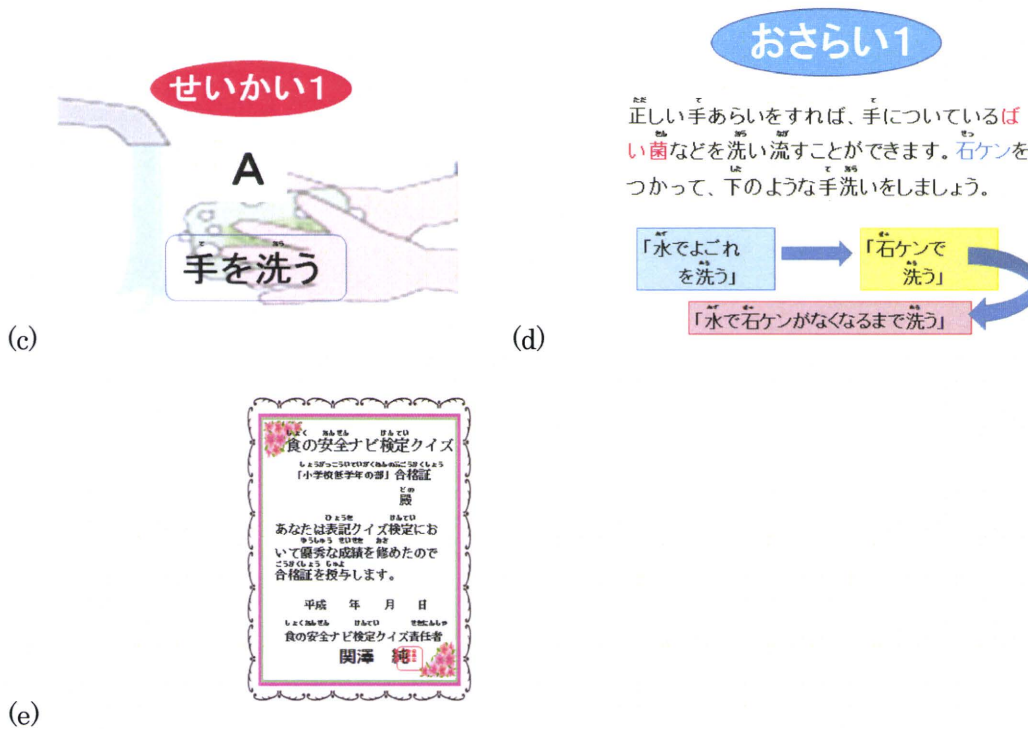 せいかい1
A
手を洗う
(c)
おさらい1
正しい手あらいをすれば、手についているば
い菌などを洗い流すことができます。石ケンを
つかって、下のような手洗いをしましょう。
「水でよごれ
を洗う」
「石ケンで
洗う」
「水で石ケンがなくなるまで洗う」
(d)
食の安全ナビ検定クイズ
「小学校低学年の部」合格証
殿
あなたは表記クイズ検定にお
いて優秀な成績を修めたので
合格証を授与します。
平成 年 月 日
食の安全ナビ検定クイズ責任者
関澤 純
(e)